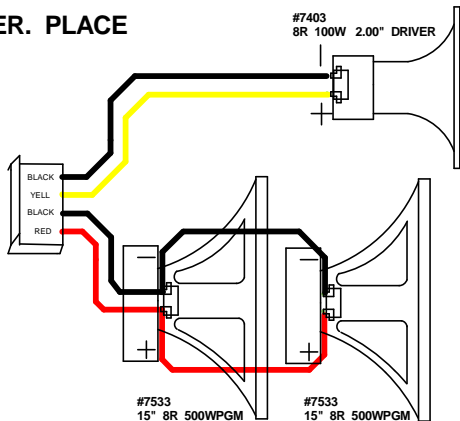 ER. PLACE
#7403
8R 100W 2.00" DRIVER
BLACK
YELL
BLACK
RED
#7533
15" 8R 500WPGM
#7533
15" 8R 500WPGM